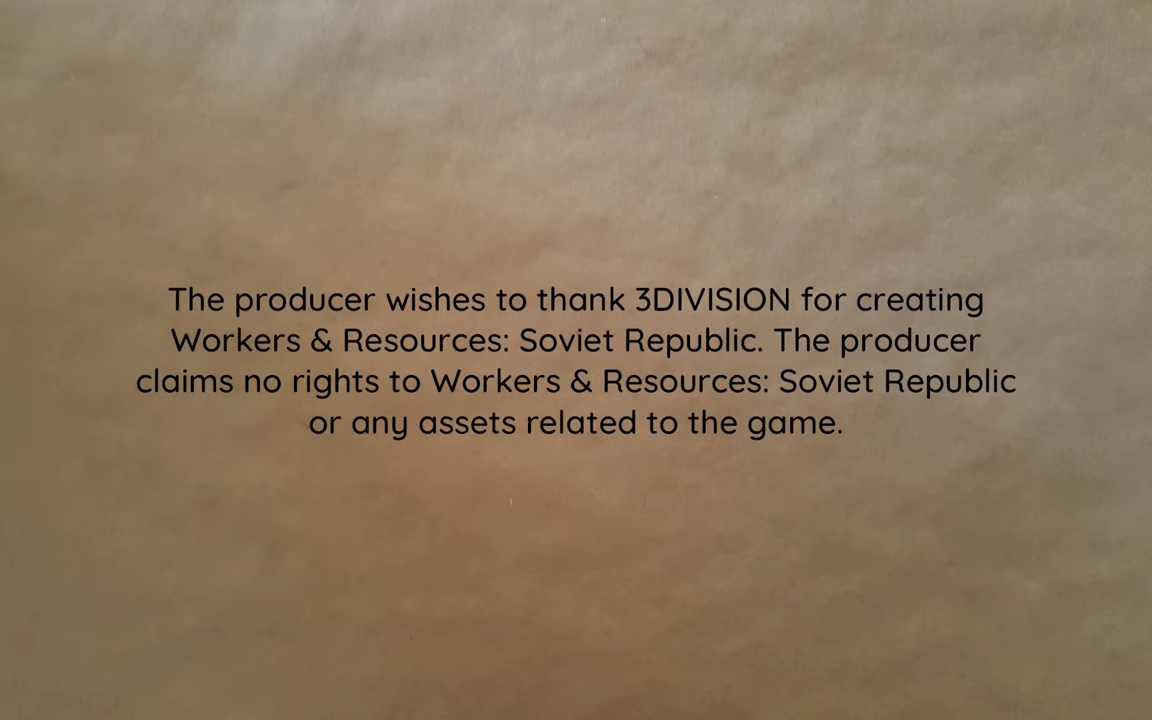 The producer wishes to thank 3DIVISION for creating
Workers & Resources: Soviet Republic. The producer
claims no rights to Workers & Resources: Soviet Republic
or any assets related to the game.